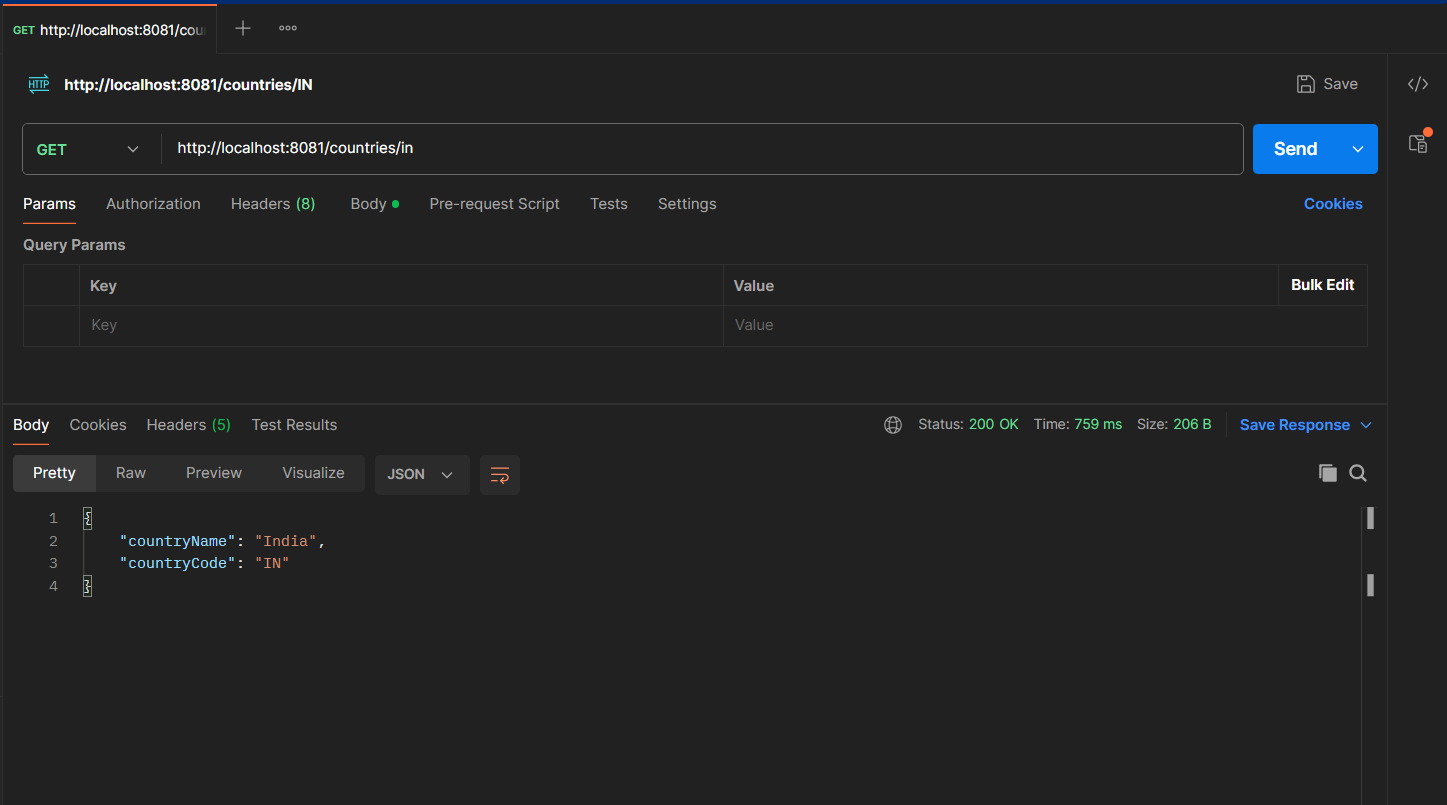 GET http://localhost:8081/cou
HTTP http://localhost:8081/countries/IN Save </>
GET http://localhost:8081/countries/in Send
Params Authorization Headers (8) Body Pre-request Script Tests Settings Cookies
Query Params
Key Value Bulk Edit
Key Value
Body Cookies Headers (5) Test Results Status: 200 OK Time: 759 ms Size: 206 B Save Response
Pretty Raw Preview Visualize JSON
1 {
2 "countryName": "India",
3 "countryCode": "IN"
4 }